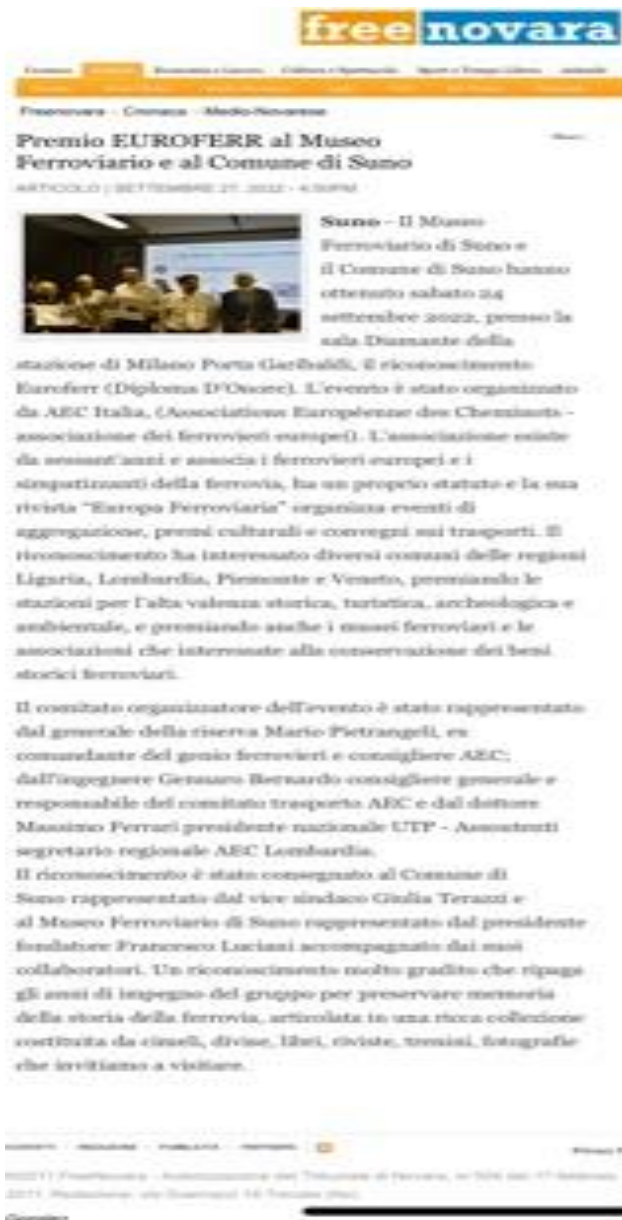 free novara
Freenovara - Cronaca - Medio Novarese
Premio EUROFERR al Museo
Ferroviario e al Comune di Suno
ARTICOLO | SETTEMBRE 27, 2022 - 4:50PM
Suno - Il Museo
Ferroviario di Suno e
il Comune di Suno hanno
ottenuto sabato 24
settembre 2022, presso la
sala Diamante della
stazione di Milano Porta Garibaldi, il riconoscimento
Euroferr (Diploma D'Onore). L'evento è stato organizzato
da AEC Italia, (Associations Européenne des Cheminots -
associazione dei ferrovieri europei). L'associazione esiste
da sessant'anni e associa i ferrovieri europei e i
simpatizzanti della ferrovia, ha un proprio statuto e la sua
rivista "Europa Ferroviaria" organizza eventi di
aggregazione, premi culturali e convegni sui trasporti. Il
riconoscimento ha interessato diversi comuni delle regioni
Liguria, Lombardia, Piemonte e Veneto, premiando le
stazioni per l'alta valenza storica, turistica, archeologica e
ambientale, e premiando anche i musei ferroviari e le
associazioni che interessate alla conservazione dei beni
storici ferroviari.
Il comitato organizzatore dell'evento è stato rappresentato
dal generale della riserva Mario Pietrangeli, ex
comandante del genio ferrovieri e consigliere AEC;
dall'ingegnere Gennaro Bernardo consigliere generale e
responsabile del comitato trasporto AEC e dal dottore
Massimo Ferrari presidente nazionale UTP - Assoutenti
segretario regionale AEC Lombardia.
Il riconoscimento è stato consegnato al Comune di
Suno rappresentato dal vice sindaco Giulia Terazzi e
al Museo Ferroviario di Suno rappresentato dal presidente
fondatore Francesco Luciani accompagnato dai suoi
collaboratori. Un riconoscimento molto gradito che ripaga
gli anni di impegno del gruppo per preservare memoria
della storia della ferrovia, articolata in una ricca collezione
costituita da cimeli, divise, libri, riviste, trenini, fotografie
che invitiamo a visitare.